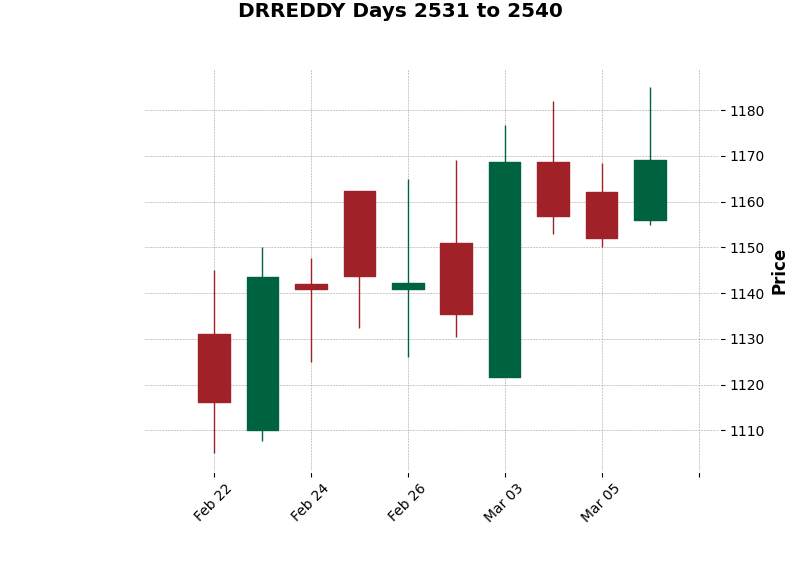 DRREDDY Days 2531 to 2540
1180
1170
1160
1150
1140
1130
1120
1110
Price
Feb 22
Feb 24
Feb 26
Mar 03
Mar 05